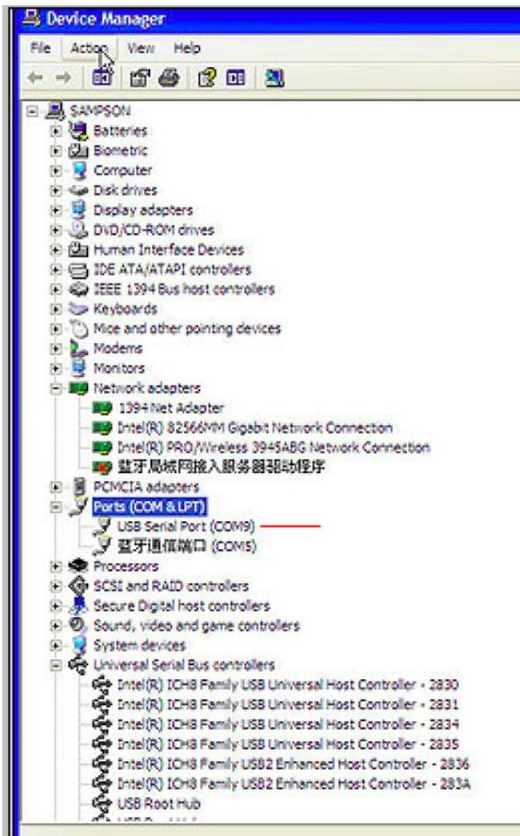 Device Manager
File Action View Help
SAMPSON
Batteries
Biometric
Computer
Disk drives
Display adapters
DVD/CD-ROM drives
Human Interface Devices
IDE ATA/ATAPI controllers
IEEE 1394 Bus host controllers
Keyboards
Mice and other pointing devices
Modems
Monitors
Network adapters
1394 Net Adapter
Intel(R) 82566MM Gigabit Network Connection
Intel(R) PRO/Wireless 3945ABG Network Connection
蓝牙局域网接入服务器驱动程序
PCMCIA adapters
Ports (COM & LPT)
USB Serial Port (COM9)
蓝牙通信端口 (COM5)
Processors
SCSI and RAID controllers
Secure Digital host controllers
Sound, video and game controllers
System devices
Universal Serial Bus controllers
Intel(R) ICH8 Family USB Universal Host Controller - 2830
Intel(R) ICH8 Family USB Universal Host Controller - 2831
Intel(R) ICH8 Family USB Universal Host Controller - 2834
Intel(R) ICH8 Family USB Universal Host Controller - 2835
Intel(R) ICH8 Family USB2 Enhanced Host Controller - 2836
Intel(R) ICH8 Family USB2 Enhanced Host Controller - 283A
USB Root Hub